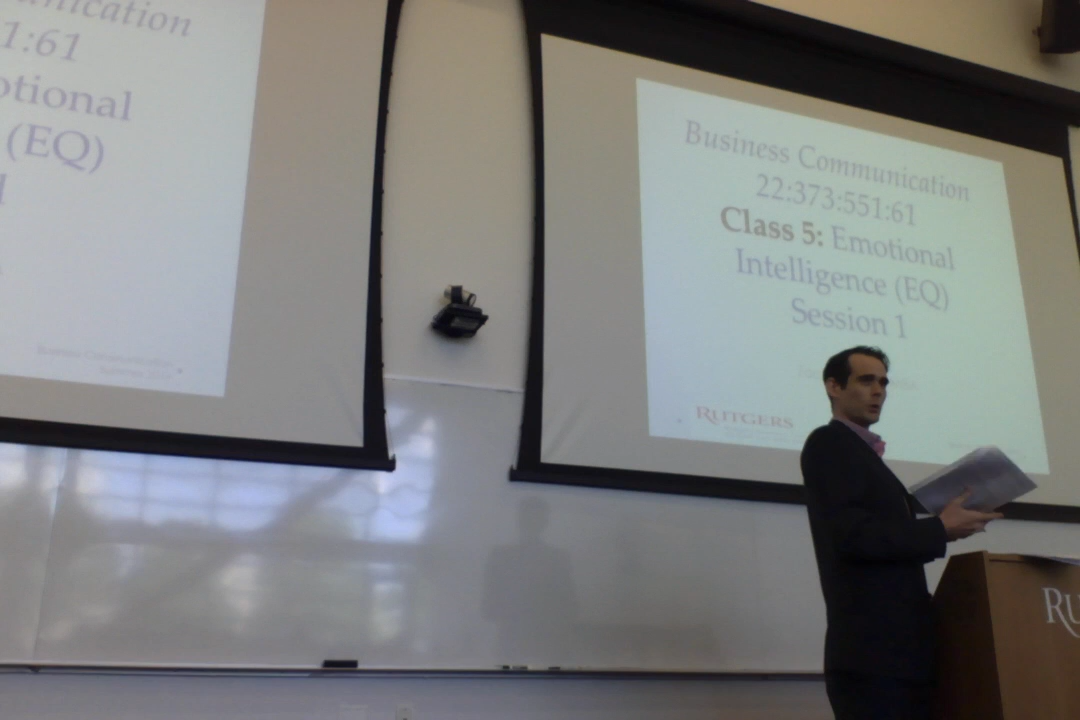 nication
1:61
otional
(EQ)
Business Communication
22:373:551:61
Class 5: Emotional
Intelligence (EQ)
Session 1
RUTGERS
RU